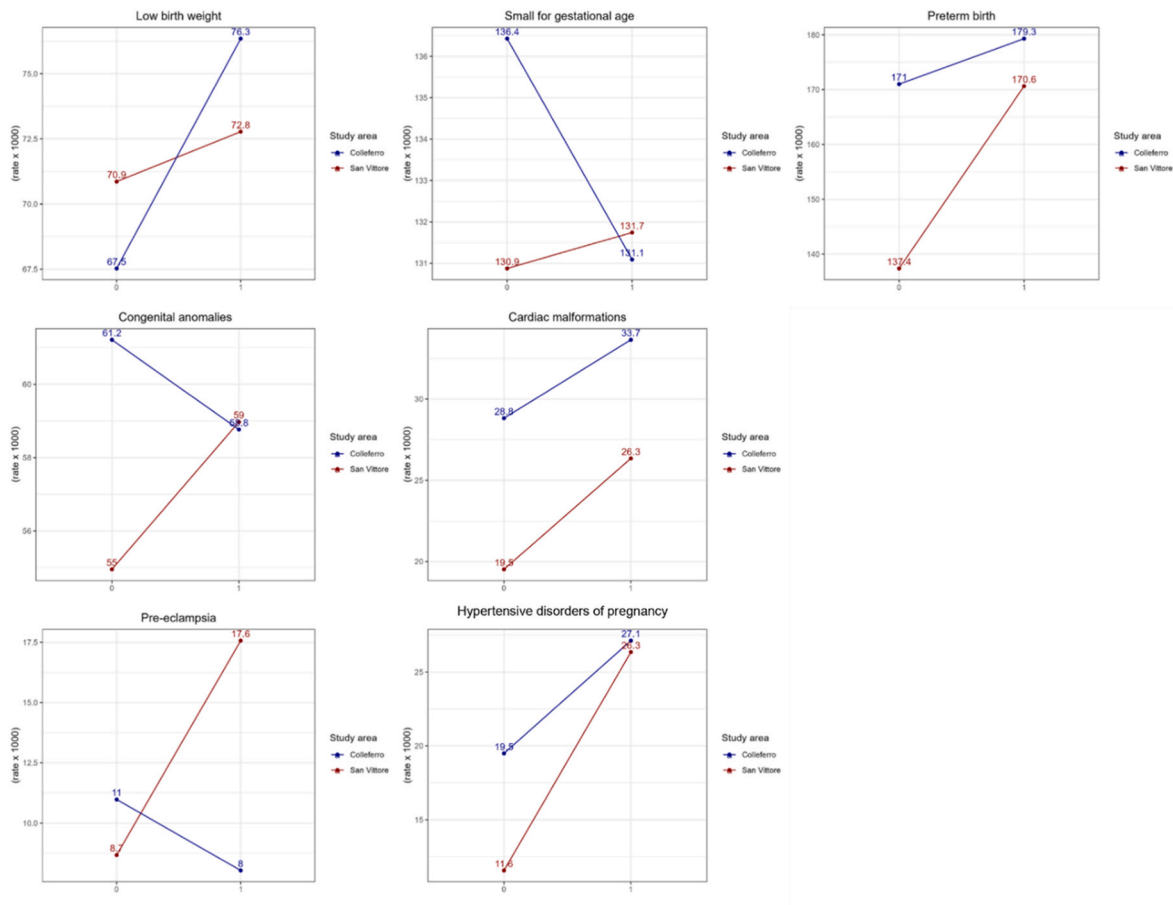 Low birth weight
76.3
75.0
72.8
72.5
70.9
70.0
67.5
67.5
0
1
(rate x 1000)
Study area
Colleferro
San Vittore
Small for gestational age
136.4
136
135
134
133
132
131.7
131.1
131
130.9
0
1
(rate x 1000)
Study area
Colleferro
San Vittore
Preterm birth
180
179.3
171
170.6
170
160
150
140
137.4
0
1
(rate x 1000)
Study area
Colleferro
San Vittore
Congenital anomalies
61.2
60
59
58
56
55
0
1
(rate x 1000)
Study area
Colleferro
San Vittore
Cardiac malformations
33.7
30
28.8
26.3
25
20
19.5
0
1
(rate x 1000)
Study area
Colleferro
San Vittore
Pre-eclampsia
17.6
17.5
15.0
12.5
11
10.0
8.7
8
0
1
(rate x 1000)
Study area
Colleferro
San Vittore
Hypertensive disorders of pregnancy
27.1
26.3
25
20
19.5
15
11.6
0
1
(rate x 1000)
Study area
Colleferro
San Vittore